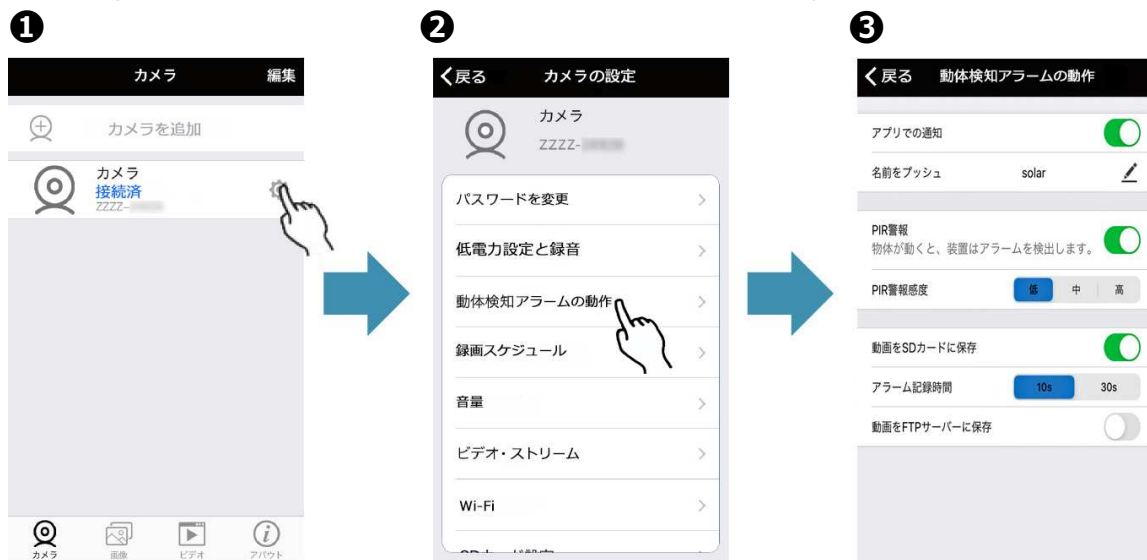 ❶
カメラ
編集
カメラを追加
カメラ
接続済
ZZZZ-
カメラ
画像
ビデオ
アバウト
❷
戻る
カメラの設定
カメラ
ZZZZ-
パスワードを変更
低電力設定と録音
動体検知アラームの動作
録画スケジュール
音量
ビデオ・ストリーム
Wi-Fi
❸
戻る
動体検知アラームの動作
アプリでの通知
名前をプッシュ
solar
PIR警報
物体が動くと、装置はアラームを検出します。
PIR警報感度
低
中
高
動画をSDカードに保存
アラーム記録時間
10s
30s
動画をFTPサーバーに保存